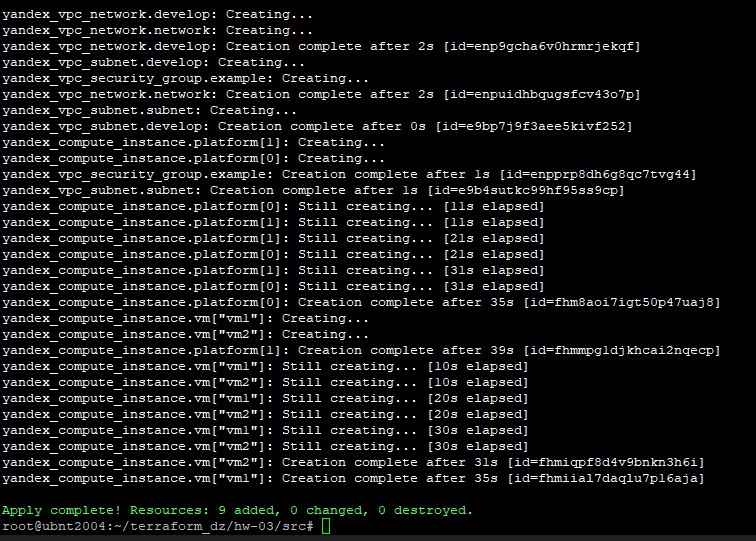 yandex_vpc_network.develop: Creating...
yandex_vpc_network.network: Creating...
yandex_vpc_network.develop: Creation complete after 2s [id=enp9gcha6v0hrmrjekqf]
yandex_vpc_subnet.develop: Creating...
yandex_vpc_security_group.example: Creating...
yandex_vpc_network.network: Creation complete after 2s [id=enpuidhbqugsfcv43o7p]
yandex_vpc_subnet.subnet: Creating...
yandex_vpc_subnet.develop: Creation complete after 0s [id=e9bp7j9f3aee5kivf252]
yandex_compute_instance.platform[1]: Creating...
yandex_compute_instance.platform[0]: Creating...
yandex_vpc_security_group.example: Creation complete after 1s [id=enpprp8dh6g8qc7tvg44]
yandex_vpc_subnet.subnet: Creation complete after 1s [id=e9b4sutkc99hf95ss9cp]
yandex_compute_instance.platform[0]: Still creating... [11s elapsed]
yandex_compute_instance.platform[1]: Still creating... [11s elapsed]
yandex_compute_instance.platform[1]: Still creating... [21s elapsed]
yandex_compute_instance.platform[0]: Still creating... [21s elapsed]
yandex_compute_instance.platform[1]: Still creating... [31s elapsed]
yandex_compute_instance.platform[0]: Still creating... [31s elapsed]
yandex_compute_instance.platform[0]: Creation complete after 35s [id=fhm8aoi7igt50p47uaj8]
yandex_compute_instance.vm["vm1"]: Creating...
yandex_compute_instance.vm["vm2"]: Creating...
yandex_compute_instance.platform[1]: Creation complete after 39s [id=fhmmpgldjkhcai2nqecp]
yandex_compute_instance.vm["vm1"]: Still creating... [10s elapsed]
yandex_compute_instance.vm["vm2"]: Still creating... [10s elapsed]
yandex_compute_instance.vm["vm1"]: Still creating... [20s elapsed]
yandex_compute_instance.vm["vm2"]: Still creating... [20s elapsed]
yandex_compute_instance.vm["vm1"]: Still creating... [30s elapsed]
yandex_compute_instance.vm["vm2"]: Still creating... [30s elapsed]
yandex_compute_instance.vm["vm2"]: Creation complete after 31s [id=fhmiqpf8d4v9bnkn3h6i]
yandex_compute_instance.vm["vm1"]: Creation complete after 35s [id=fhmiial7daqlu7p16aja]
Apply complete! Resources: 9 added, 0 changed, 0 destroyed.
root@ubnt2004:~/terraform_dz/hw-03/src#